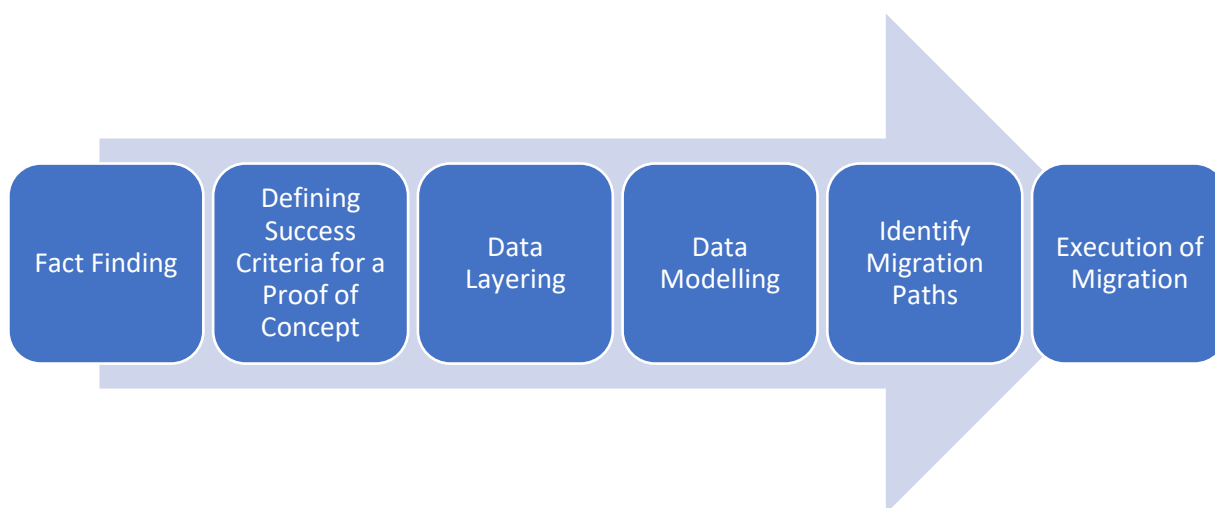 Fact Finding
Defining
Success
Criteria for a
Proof of
Concept
Data
Layering
Data
Modelling
Identify
Migration
Paths
Execution of
Migration